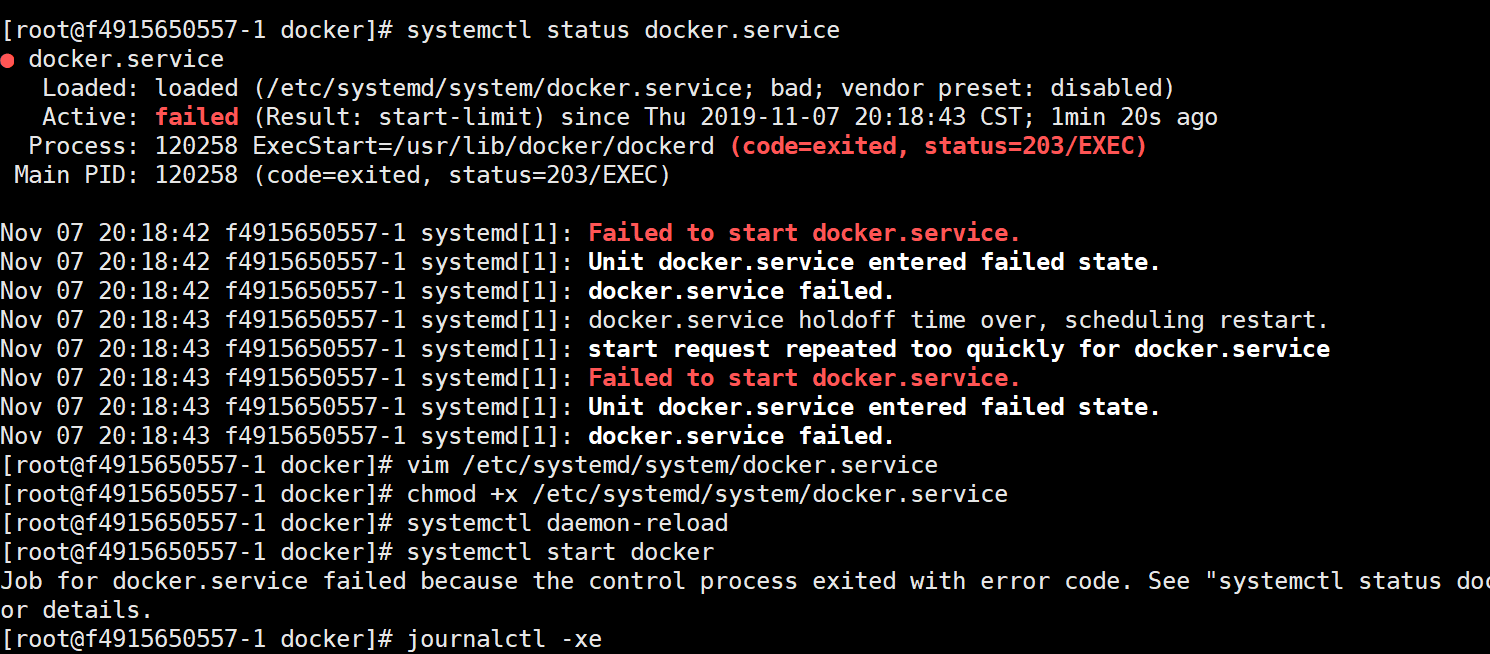 [root@f4915650557-1 docker]# systemctl status docker.service
● docker.service
   Loaded: loaded (/etc/systemd/system/docker.service; bad; vendor preset: disabled)
   Active: failed (Result: start-limit) since Thu 2019-11-07 20:18:43 CST; 1min 20s ago
  Process: 120258 ExecStart=/usr/lib/docker/dockerd (code=exited, status=203/EXEC)
 Main PID: 120258 (code=exited, status=203/EXEC)

Nov 07 20:18:42 f4915650557-1 systemd[1]: Failed to start docker.service.
Nov 07 20:18:42 f4915650557-1 systemd[1]: Unit docker.service entered failed state.
Nov 07 20:18:42 f4915650557-1 systemd[1]: docker.service failed.
Nov 07 20:18:43 f4915650557-1 systemd[1]: docker.service holdoff time over, scheduling restart.
Nov 07 20:18:43 f4915650557-1 systemd[1]: start request repeated too quickly for docker.service
Nov 07 20:18:43 f4915650557-1 systemd[1]: Failed to start docker.service.
Nov 07 20:18:43 f4915650557-1 systemd[1]: Unit docker.service entered failed state.
Nov 07 20:18:43 f4915650557-1 systemd[1]: docker.service failed.
[root@f4915650557-1 docker]# vim /etc/systemd/system/docker.service
[root@f4915650557-1 docker]# chmod +x /etc/systemd/system/docker.service
[root@f4915650557-1 docker]# systemctl daemon-reload
[root@f4915650557-1 docker]# systemctl start docker
Job for docker.service failed because the control process exited with error code. See "systemctl status
or details.
[root@f4915650557-1 docker]# journalctl -xe